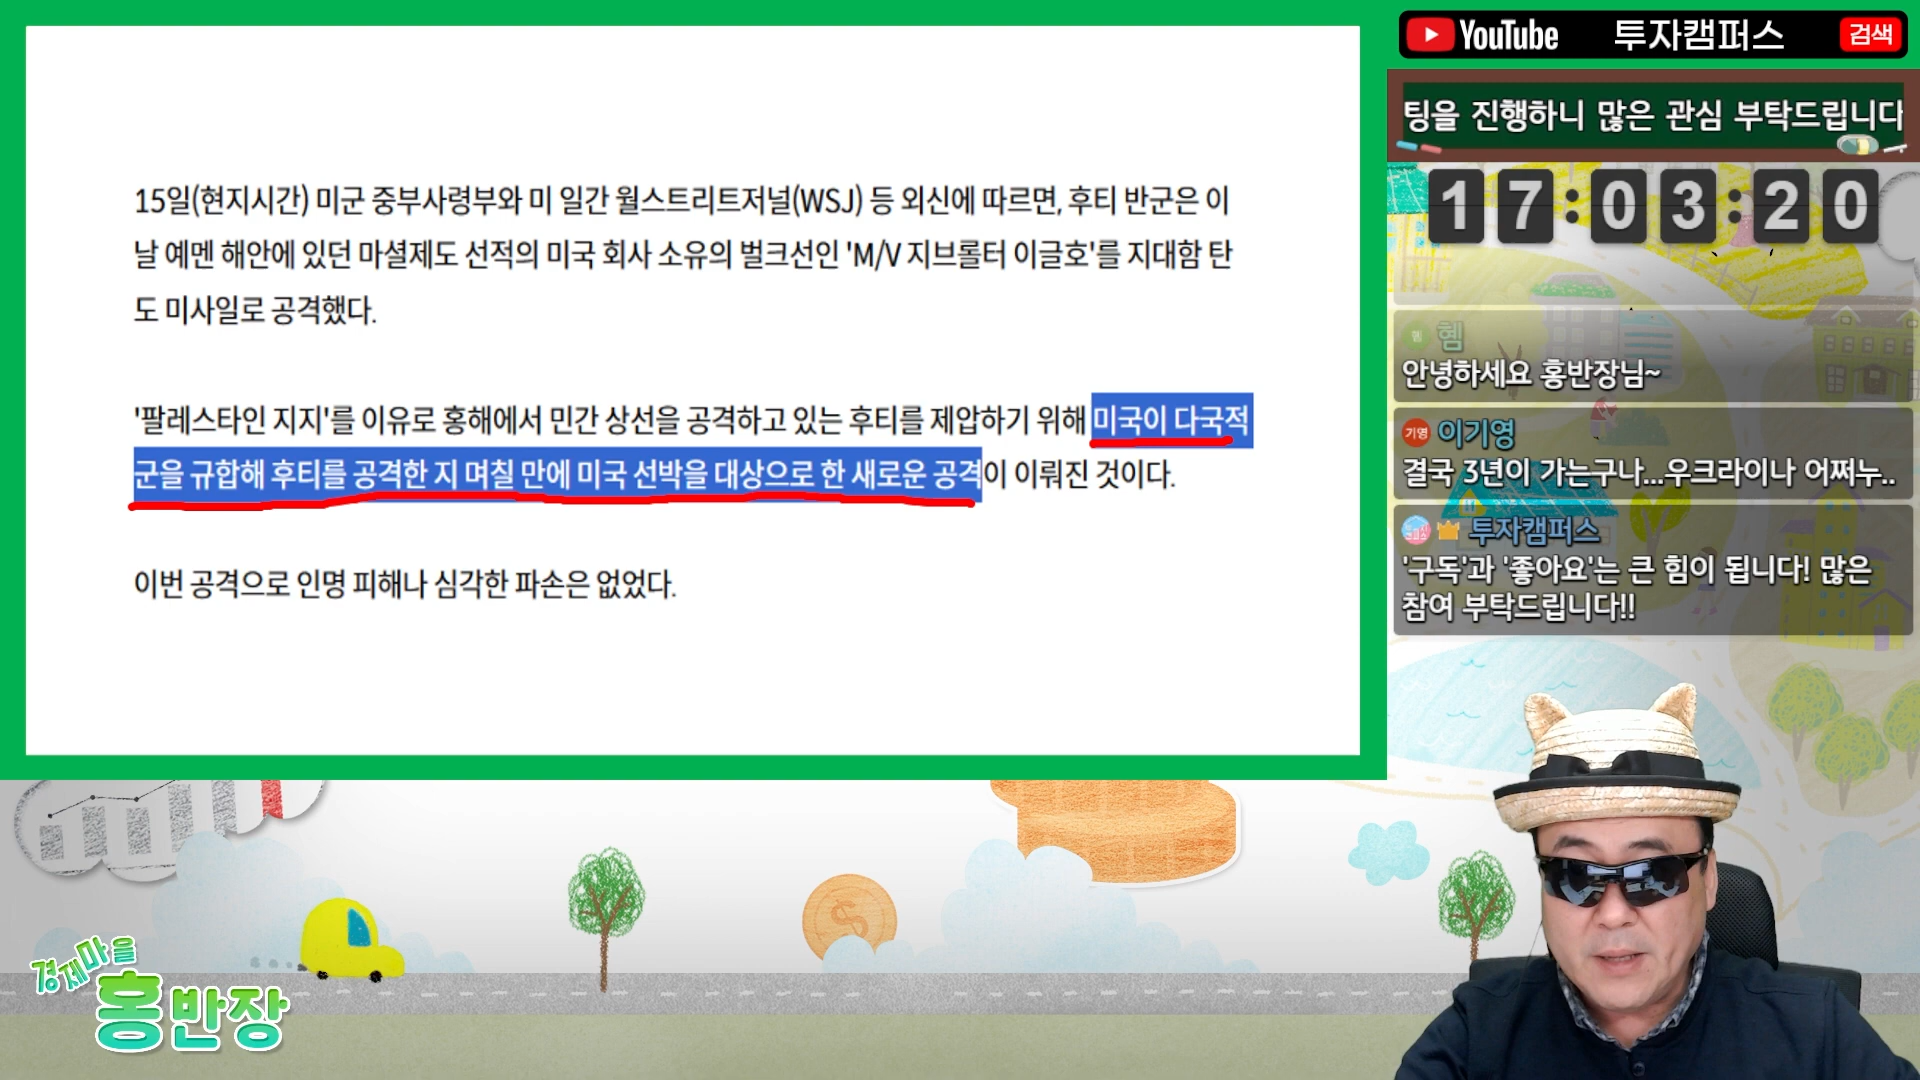 15일(현지시간) 미군 중부사령부와 미 일간 월스트리트저널(WSJ) 등 외신에 따르면, 후티 반군은 이
날 예멘 해안에 있던 마셜제도 선적의 미국 회사 소유의 벌크선인 'M/V 지브롤터 이글호'를 지대함 탄
도 미사일로 공격했다.
'팔레스타인 지지'를 이유로 홍해에서 민간 상선을 공격하고 있는 후티를 제압하기 위해 미국이 다국적
군을 규합해 후티를 공격한 지 며칠 만에 미국 선박을 대상으로 한 새로운 공격이 이뤄진 것이다.
이번 공격으로 인명 피해나 심각한 파손은 없었다.
YouTube 투자캠퍼스 검색
팅을 진행하니 많은 관심 부탁드립니다
17:03:20
헴 헴
안녕하세요 홍반장님~
기영 이기영
결국 3년이 가는구나...우크라이나 어쩌누..
투자캠퍼스
'구독'과 '좋아요'는 큰 힘이 됩니다! 많은
참여 부탁드립니다!!
경제마을
홍반장